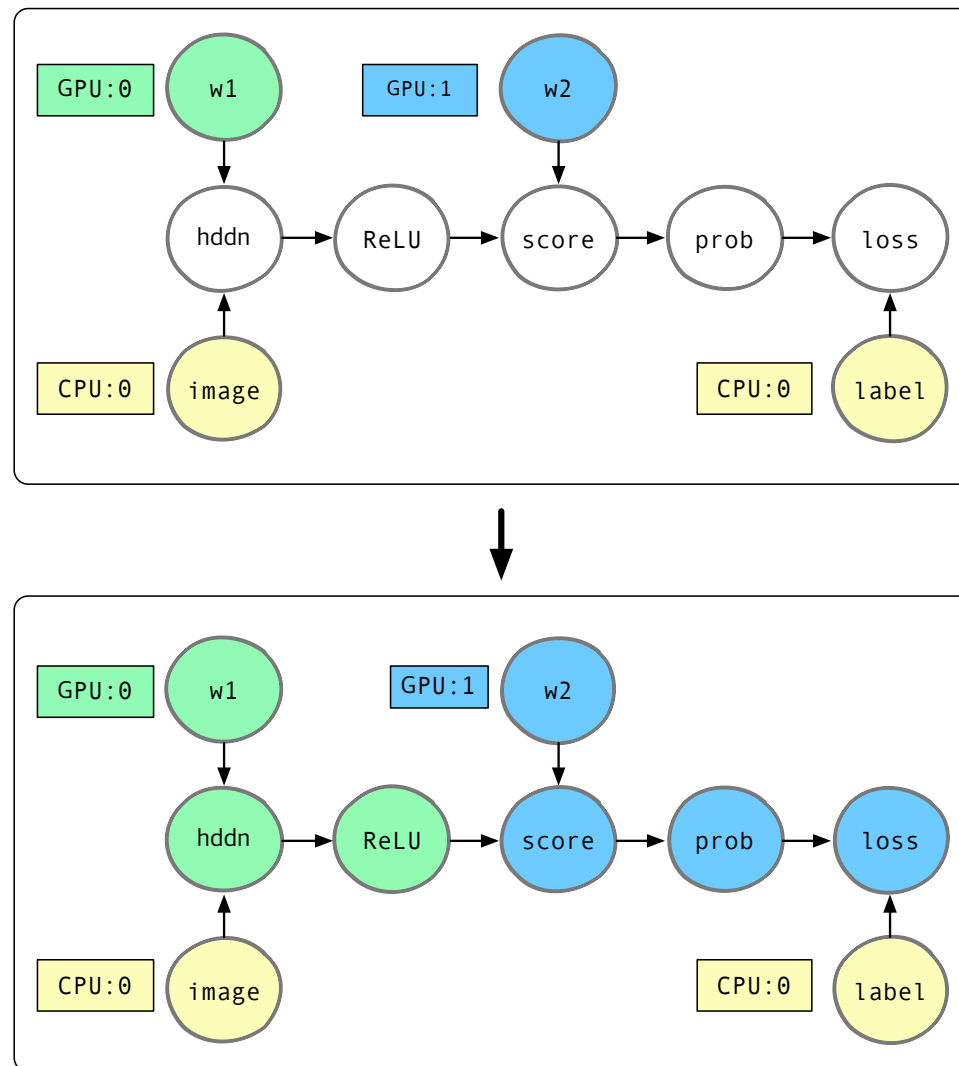 GPU:0 w1 GPU:1 w2
hddn ReLU score prob loss
CPU:0 image CPU:0 label
GPU:0 w1 GPU:1 w2
hddn ReLU score prob loss
CPU:0 image CPU:0 label